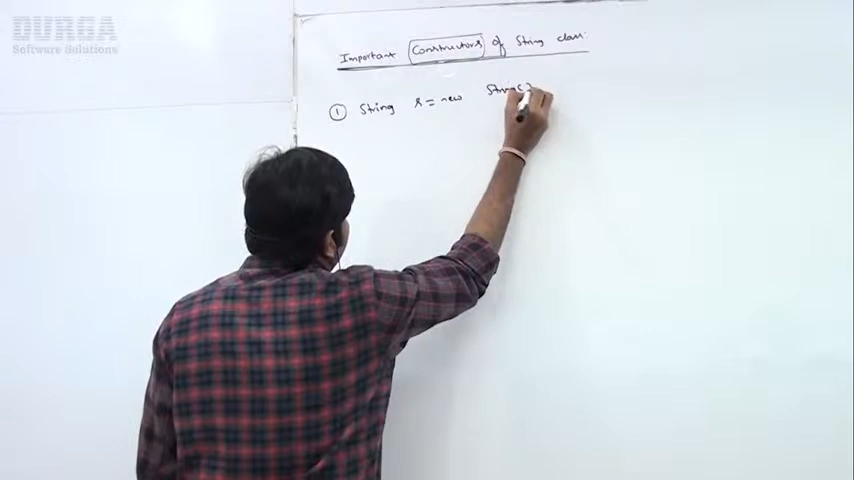 DURGA
Software Solutions
Important Constructors of String class:
① String s = new String()